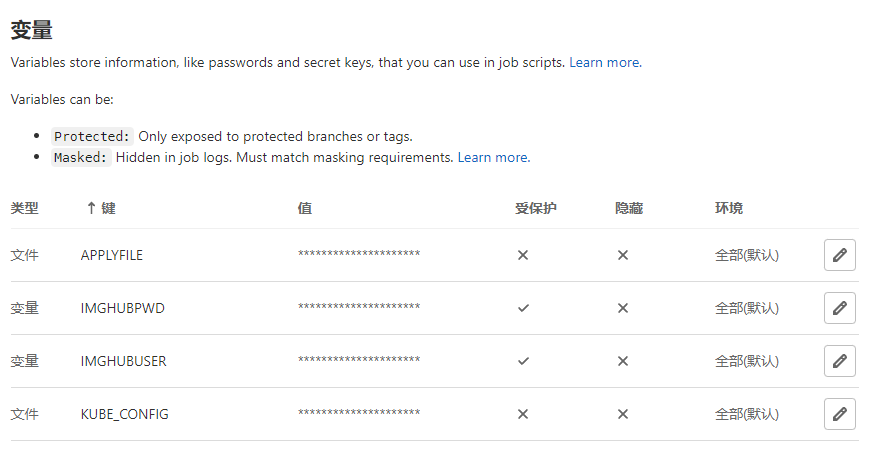 变量
Variables store information, like passwords and secret keys, that you can use in job scripts. Learn more.
Variables can be:
• Protected: Only exposed to protected branches or tags.
• Masked: Hidden in job logs. Must match masking requirements. Learn more.
类型 ↑ 键 值 受保护 隐藏 环境
文件 APPLYFILE ********************* ✕ ✕ 全部(默认)
变量 IMGHUBPWD ********************* ✓ ✕ 全部(默认)
变量 IMGHUBUSER ********************* ✓ ✕ 全部(默认)
文件 KUBE_CONFIG ********************* ✕ ✕ 全部(默认)